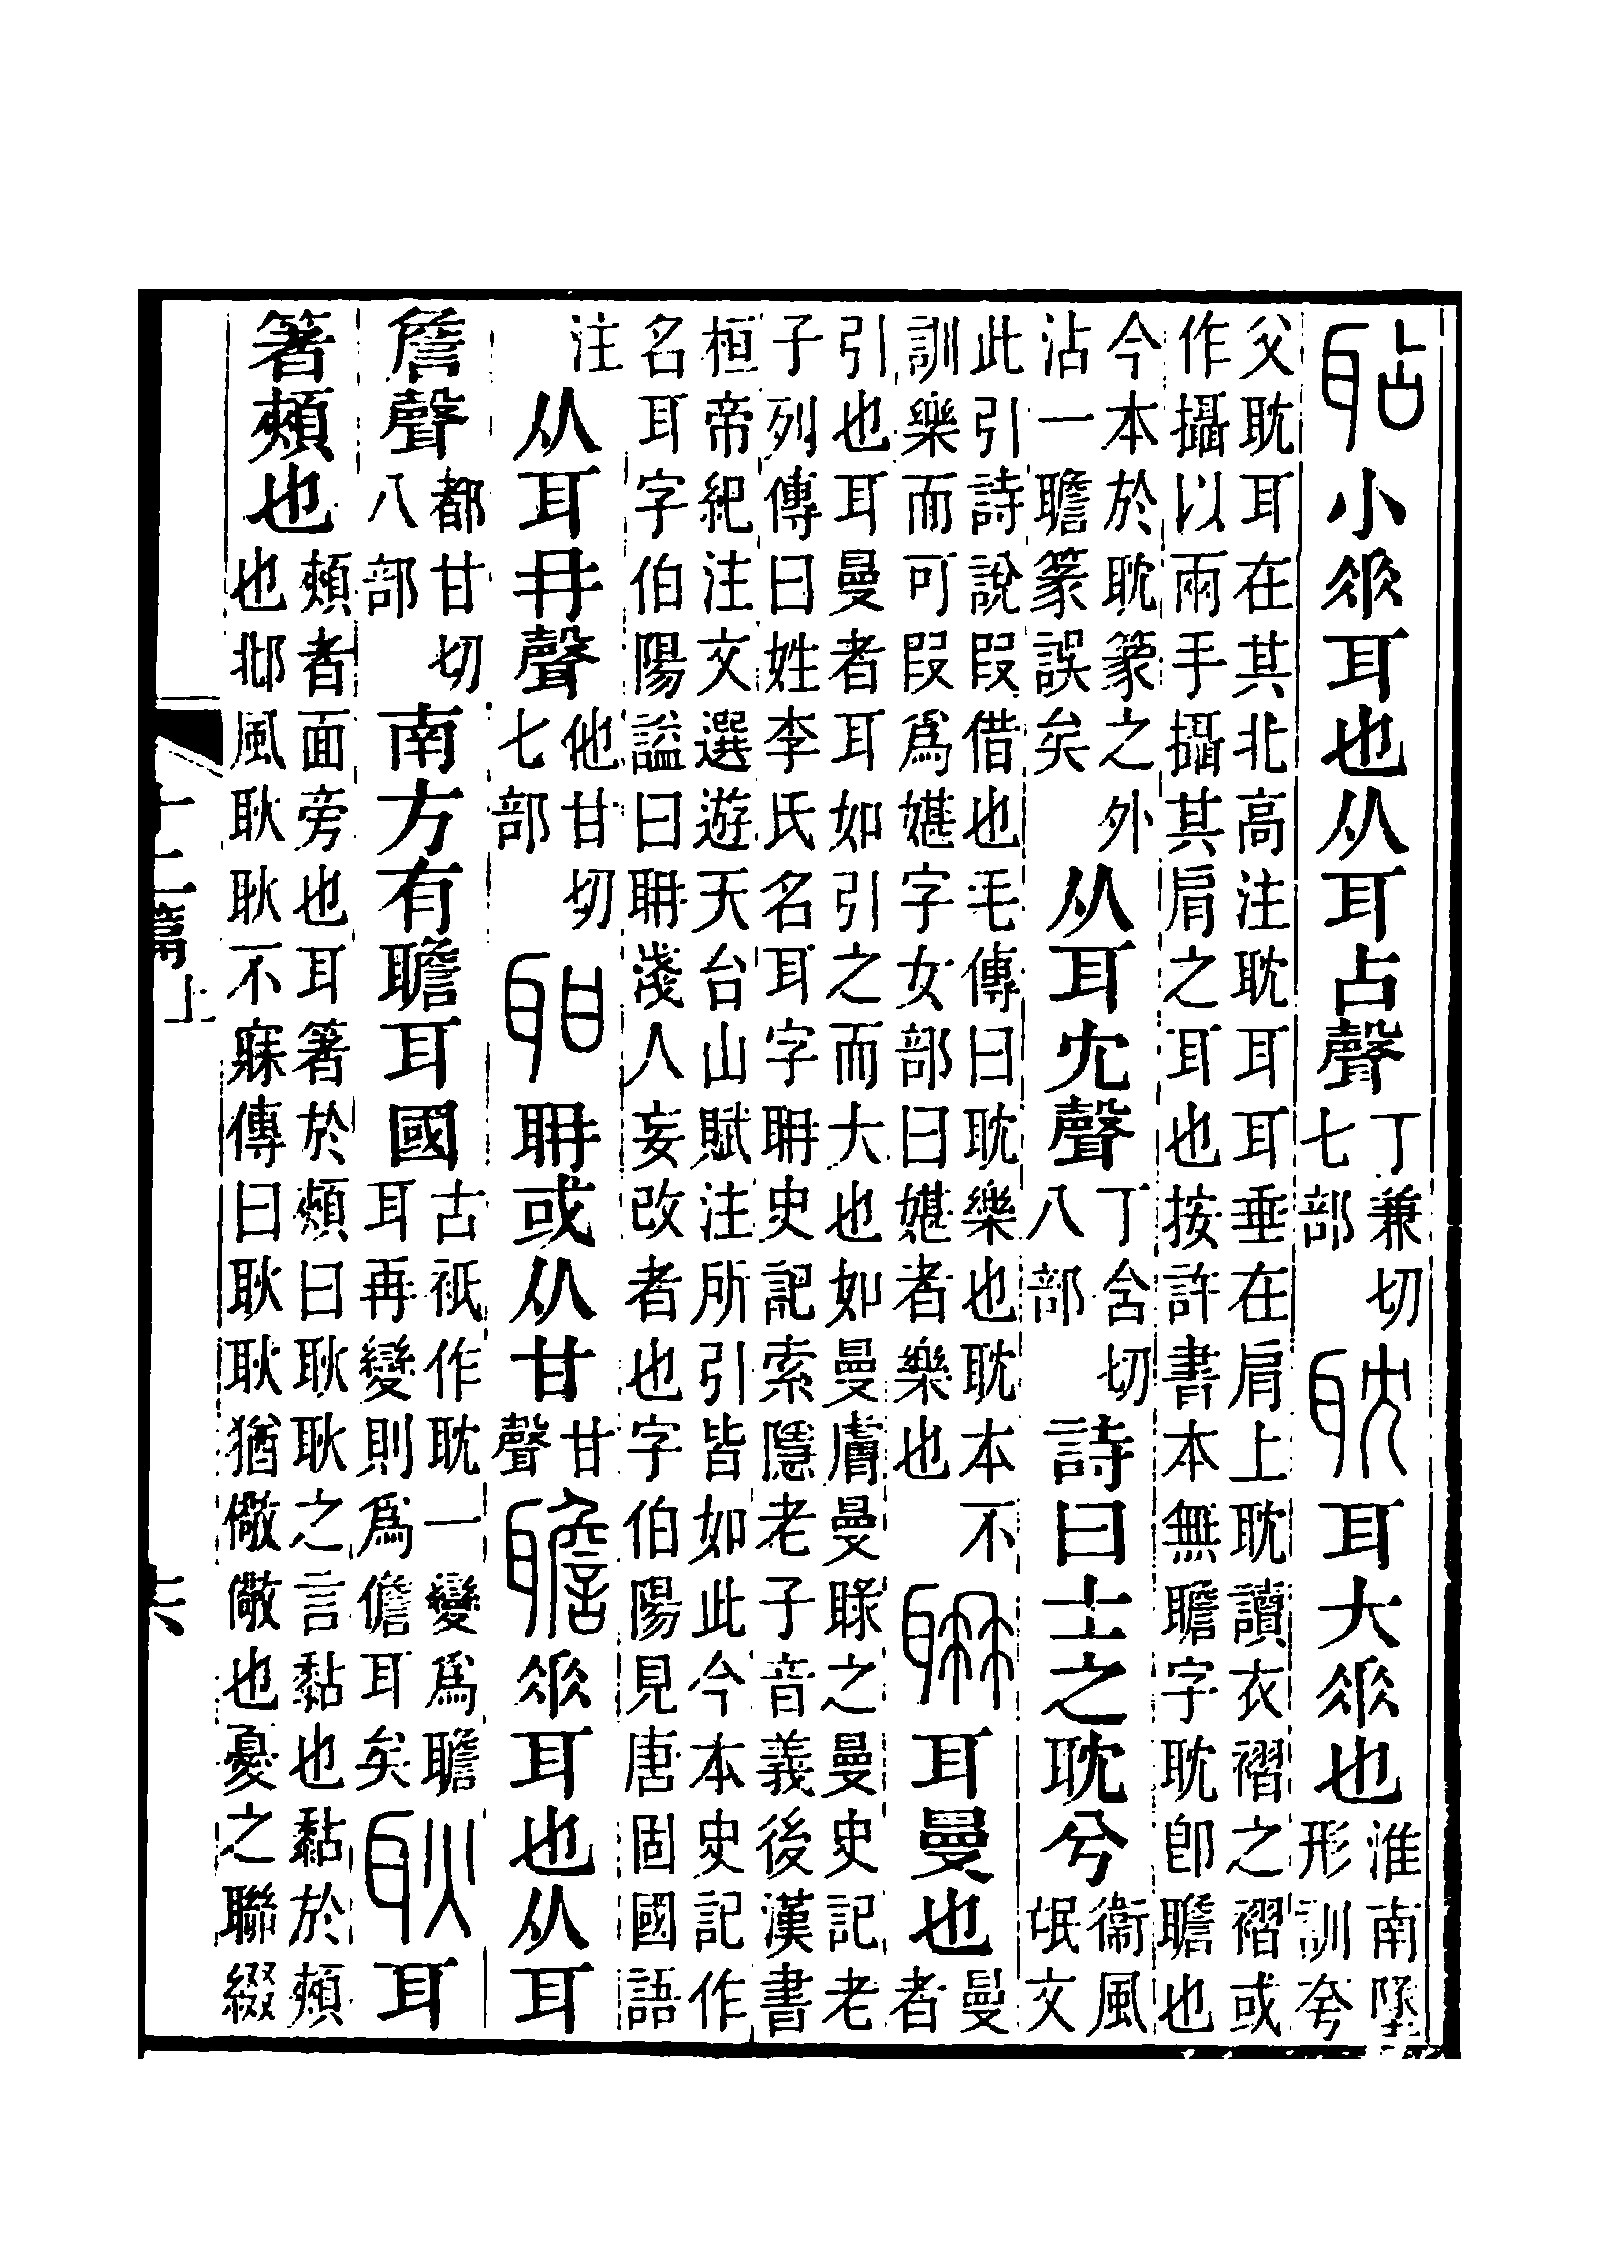 𦕒小𠂹耳也从耳占聲丁兼切七部耽耳大𠂹也淮南墬形訓夸
父耽耳在其北高注耽耳耳垂在肩上耽讀衣褶之褶或
作攝以兩手攝其肩之耳也按許書本無聸字耽卽聸也
今本於耽篆之外沾一聸篆誤矣从耳冘聲丁含切八部詩曰士之耽兮衞風氓文
此引詩說叚借也毛傳曰耽樂也耽本不訓樂而可叚爲媅字女部曰媅者樂也耼耳曼也曼者
引也耳曼者耳如引之而大也如曼膚曼睩之曼史記老
子列傳曰姓李氏名耳字耼史記索隱老子音義後漢書
桓帝紀注文選遊天台山賦注所引皆如此今本史記作
名耳字伯陽謚曰耼淺人妄改者也字伯陽見唐固國語
注从耳冄聲他甘切七部𦕛耼或从甘甘聲聸𠂹耳也从耳
詹聲都甘切八部南方有聸耳國古祇作耽一變爲聸耳再變則爲儋耳矣耿耳
箸頰也頰者面旁也耳箸於頰曰耿耿之言黏也黏於頰
也邶風耿耿不寐傳曰耿耿猶儆儆也憂之聯綴
十二篇上